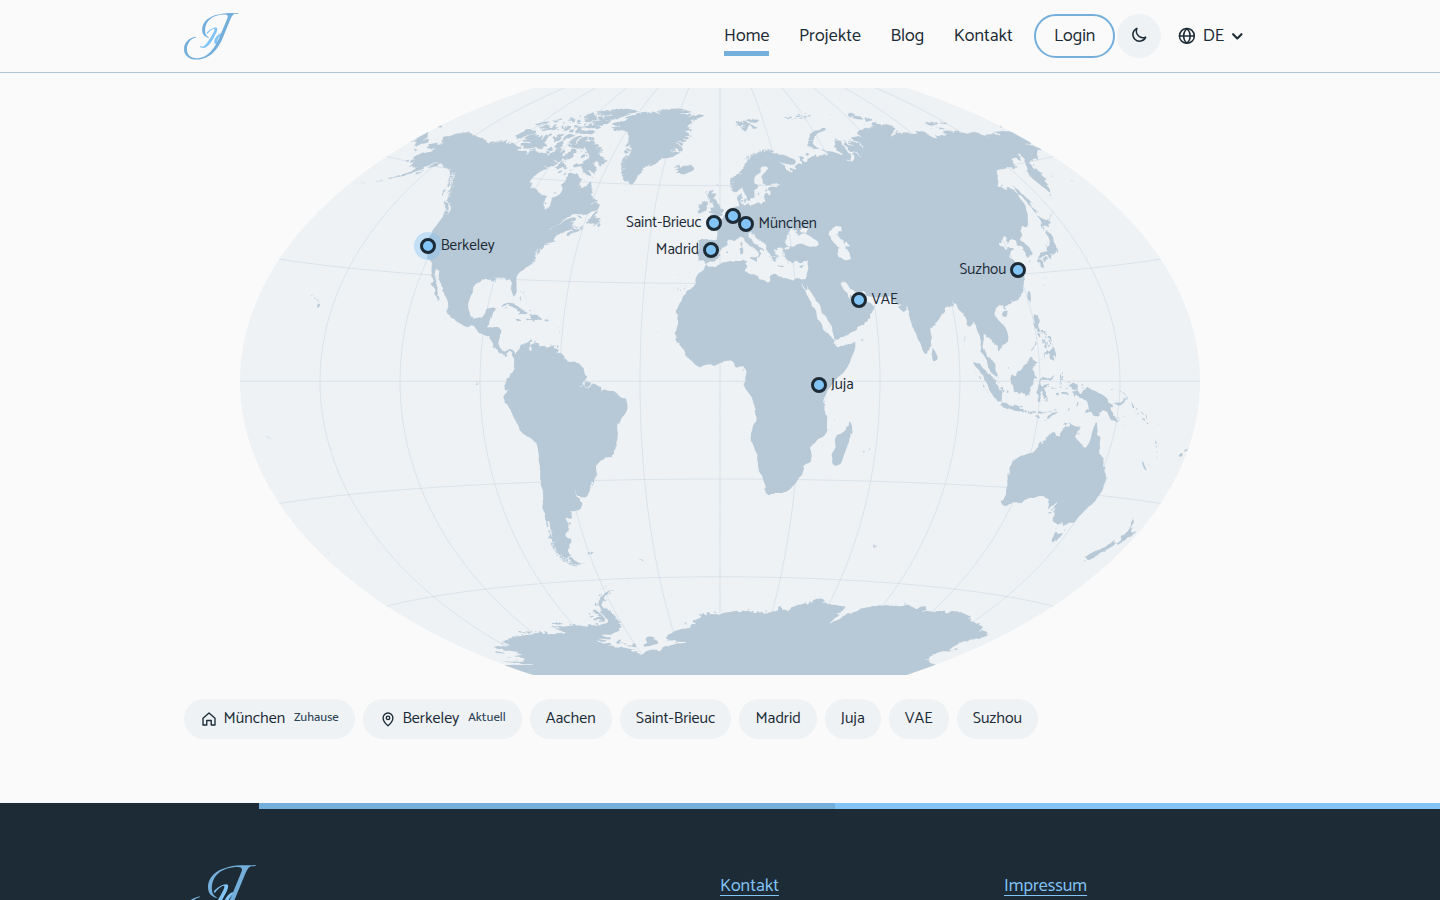 Home Projekte Blog Kontakt Login DE
Saint-Brieuc
München
Berkeley
Madrid
Suzhou
VAE
Juja
München Zuhause Berkeley Aktuell Aachen Saint-Brieuc Madrid Juja VAE Suzhou
Kontakt Impressum